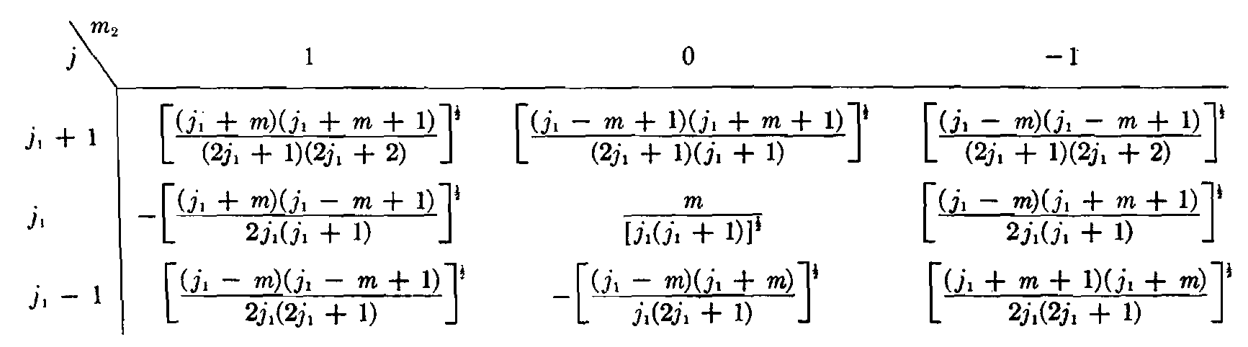 m₂
j 1 0 −1
j₁ + 1 [(j₁ + m)(j₁ + m + 1) / (2j₁ + 1)(2j₁ + 2)]^½ [(j₁ − m + 1)(j₁ + m + 1) / (2j₁ + 1)(j₁ + 1)]^½ [(j₁ − m)(j₁ − m + 1) / (2j₁ + 1)(2j₁ + 2)]^½
j₁ −[(j₁ + m)(j₁ − m + 1) / 2j₁(j₁ + 1)]^½ m / [j₁(j₁ + 1)]^½ [(j₁ − m)(j₁ + m + 1) / 2j₁(j₁ + 1)]^½
j₁ − 1 [(j₁ − m)(j₁ − m + 1) / 2j₁(2j₁ + 1)]^½ −[(j₁ − m)(j₁ + m) / j₁(2j₁ + 1)]^½ [(j₁ + m + 1)(j₁ + m) / 2j₁(2j₁ + 1)]^½